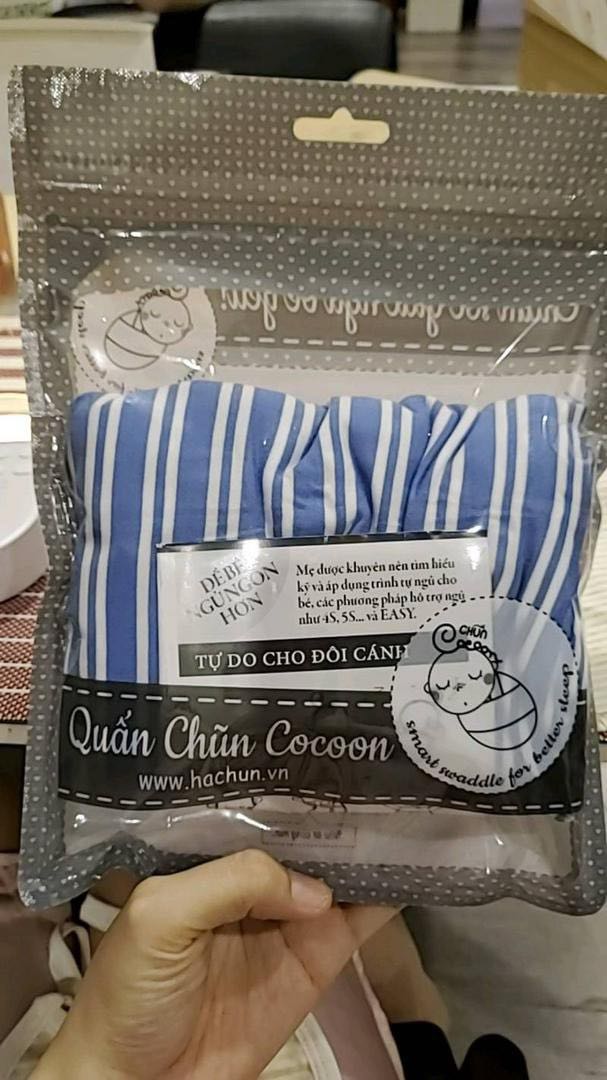 ĐỂ BÉ
NGỦ NGON
HƠN
Mẹ được khuyên nên tìm hiểu
kỹ và áp dụng trình tự ngủ cho
bé, các phương pháp hỗ trợ ngủ
như 4S, 5S... và EASY.
TỰ DO CHO ĐÔI CÁNH
CHŨN
Cocoon
smart swaddle for better sleep
Quấn Chũn Cocoon
www.hachun.vn